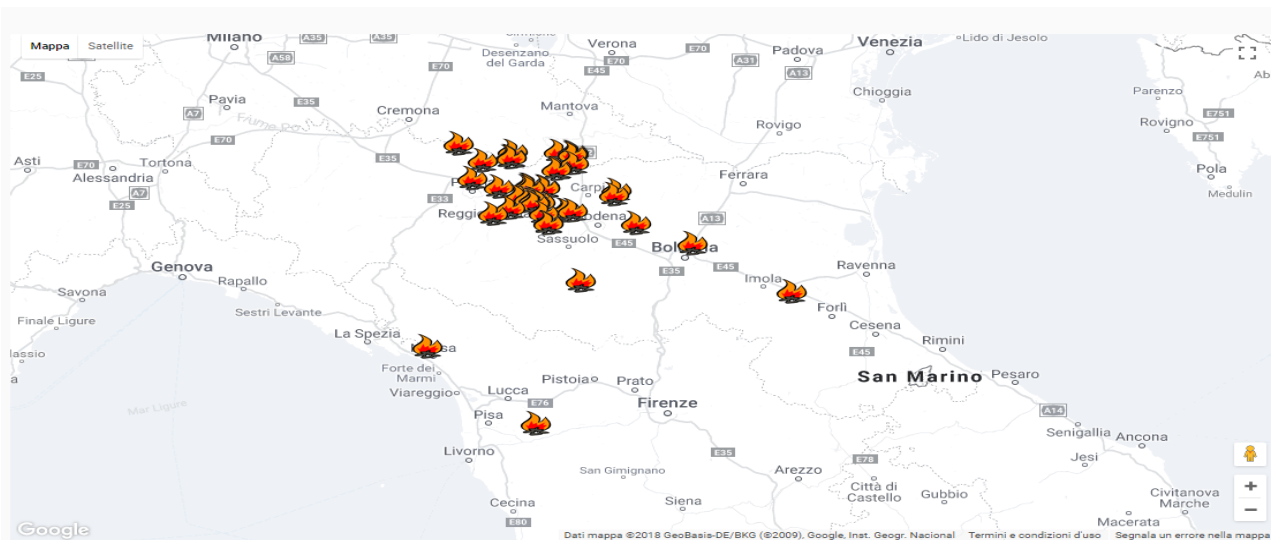 Mappa
Satellite
Milano
A35
A35
A58
E25
Desenzano
del Garda
Verona
E70
E45
E70
A31
Padova
A13
Venezia
Lido di Jesolo
Chioggia
Parenzo
Rovigno
E751
E751
Pola
Medulin
E70
Pavia
E35
A7
Cremona
Mantova
Rovigo
E70
E35
Asti
E70
Tortona
Alessandria
A7
E25
E33
Ferrara
A13
Sassuolo
E45
E35
E45
Imola
Ravenna
Forlì
Cesena
E45
Rimini
San Marino
Pesaro
A14
Senigallia
Ancona
Jesi
Genova
Rapallo
Savona
Sestri Levante
Finale Ligure
La Spezia
Forte dei
Marmi
Viareggio
Mar Ligure
Lucca
Pistoia
Prato
E76
Firenze
Pisa
Livorno
E35
San Gimignano
Arezzo
E78
Città di
Castello
Gubbio
Siena
Cecina
E80
Civitanova
Marche
Macerata
Google
Dati mappa ©2018 GeoBasis-DE/BKG (©2009), Google, Inst. Geogr. Nacional
Termini e condizioni d'uso
Segnala un errore nella mappa